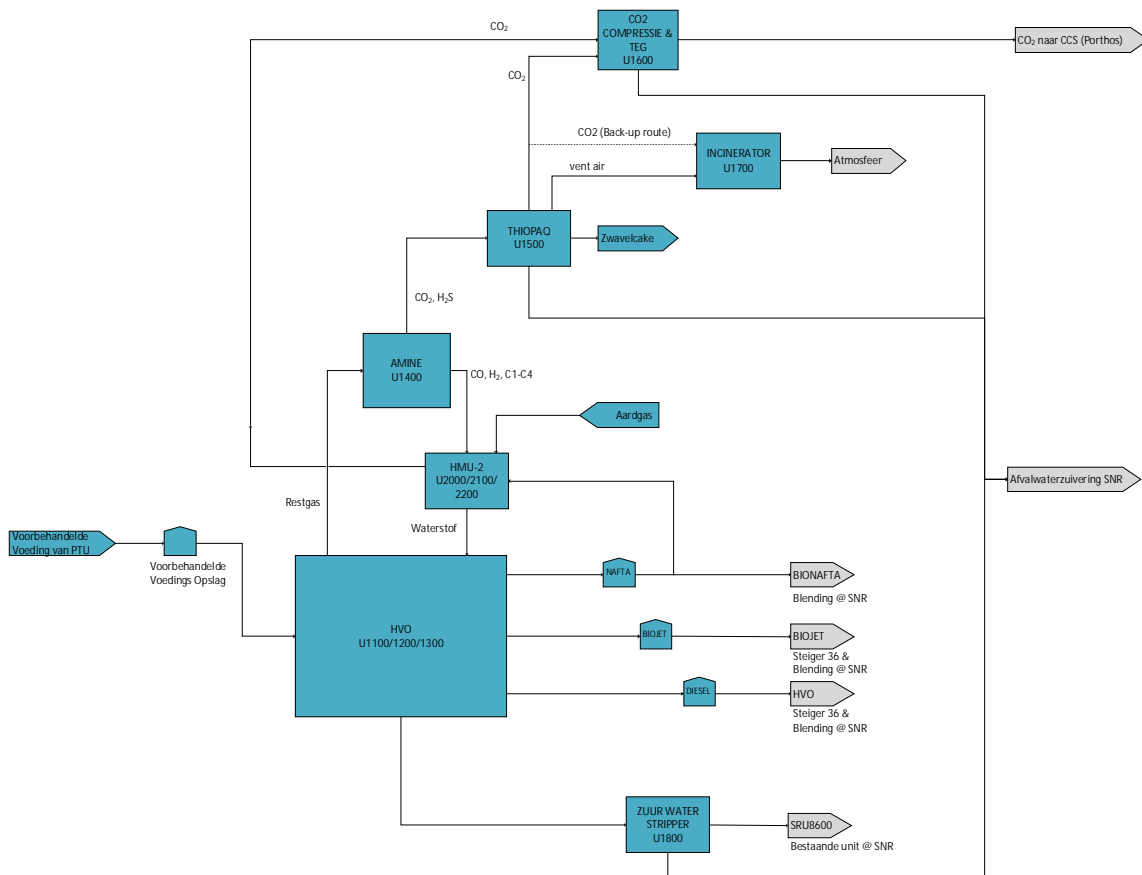 CO2
COMPRESSIE &
TEG
U1600
CO₂
CO₂ naar CCS (Porthos)
CO₂
CO2 (Back-up route)
INCINERATOR
U1700
Atmosfeer
vent air
THIOPAQ
U1500
Zwavelcake
CO₂, H₂S
AMINE
U1400
CO, H₂, C1-C4
Aardgas
HMU-2
U2000/2100/
2200
Afvalwaterzuivering SNR
Restgas
Waterstof
Voorbehandelde
Voeding van PTU
Voorbehandelde
Voedings Opslag
NAFTA
BIONAFTA
Blending @ SNR
HVO
U1100/1200/1300
BIOJET
BIOJET
Steiger 36 &
Blending @ SNR
DIESEL
HVO
Steiger 36 &
Blending @ SNR
ZUUR WATER
STRIPPER
U1800
SRU8600
Bestaande unit @ SNR